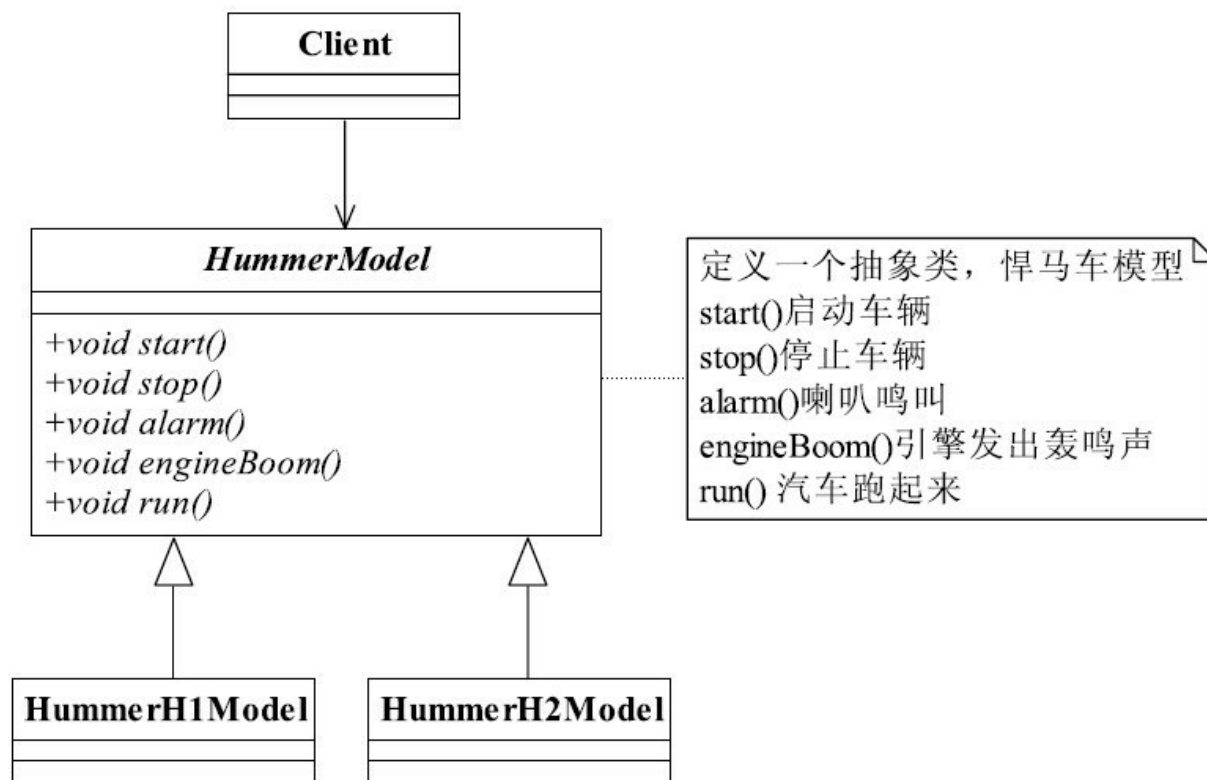 Client
HummerModel
+void start()
+void stop()
+void alarm()
+void engineBoom()
+void run()
定义一个抽象类，悍马车模型
start()启动车辆
stop()停止车辆
alarm()喇叭鸣叫
engineBoom()引擎发出轰鸣声
run() 汽车跑起来
HummerH1Model
HummerH2Model